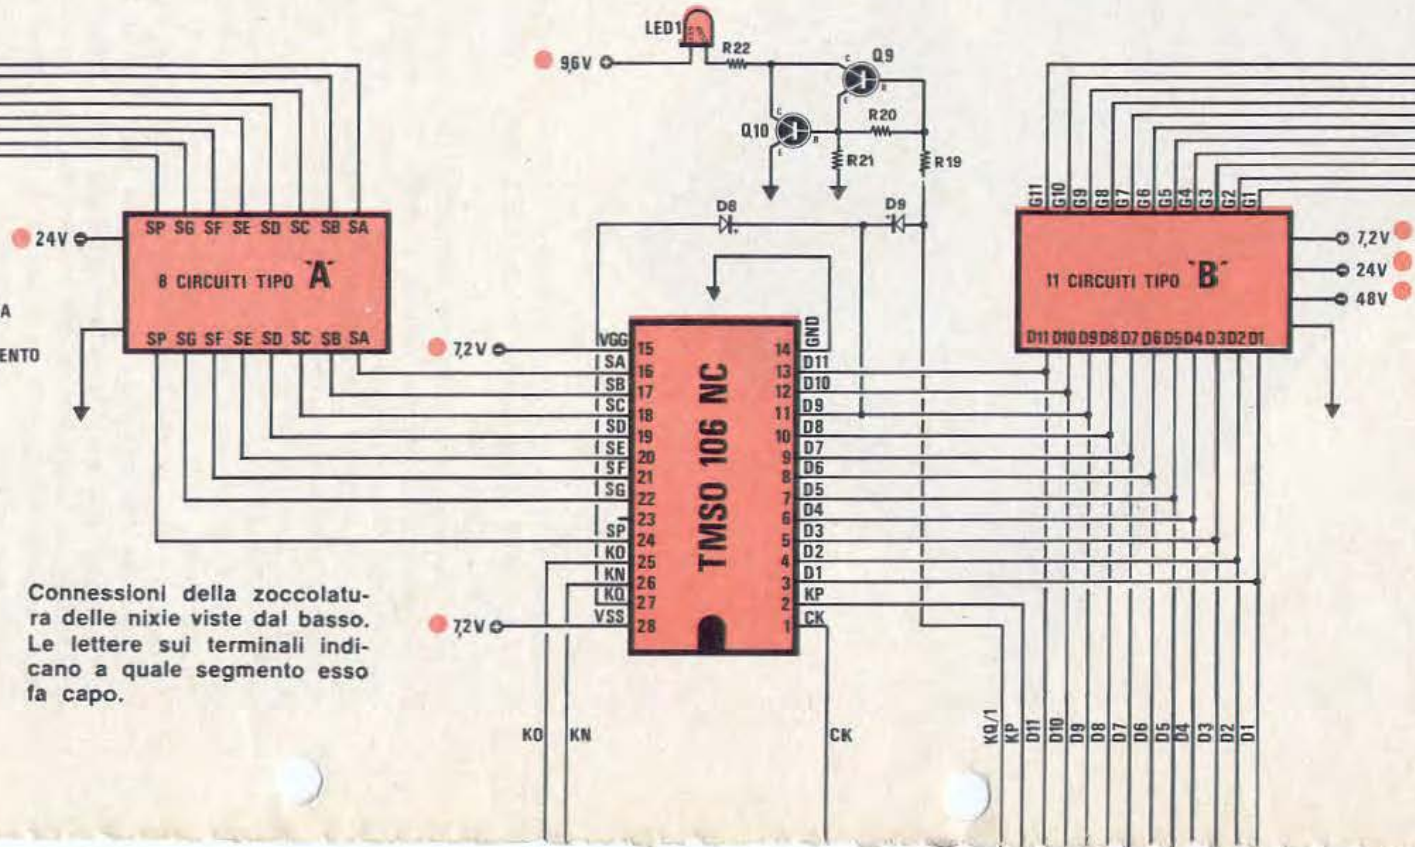 LED1
R22
9,6V
C
Q9
B
E
C
Q10
B
E
R20
R21
R19
D8
D9
24V
SP SG SF SE SD SC SB SA
8 CIRCUITI TIPO "A"
SP SG SF SE SD SC SB SA
A
ENTO
G11 G10 G9 G8 G7 G6 G5 G4 G3 G2 G1
11 CIRCUITI TIPO "B"
D11 D10 D9 D8 D7 D6 D5 D4 D3 D2 D1
7,2V
24V
48V
7,2V
VGG 15
SA 16
SB 17
SC 18
SD 19
SE 20
SF 21
SG 22
23
SP 24
KO 25
KN 26
KQ 27
VSS 28
7,2V
TMSO 106 NC
14 GND
13 D11
12 D10
11 D9
10 D8
9 D7
8 D6
7 D5
6 D4
5 D3
4 D2
3 D1
2 KP
1 CK
Connessioni della zoccolatu-
ra delle nixie viste dal basso.
Le lettere sui terminali indi-
cano a quale segmento esso
fa capo.
KO
KN
CK
KQ/1
KP
D11
D10
D9
D8
D7
D6
D5
D4
D3
D2
D1